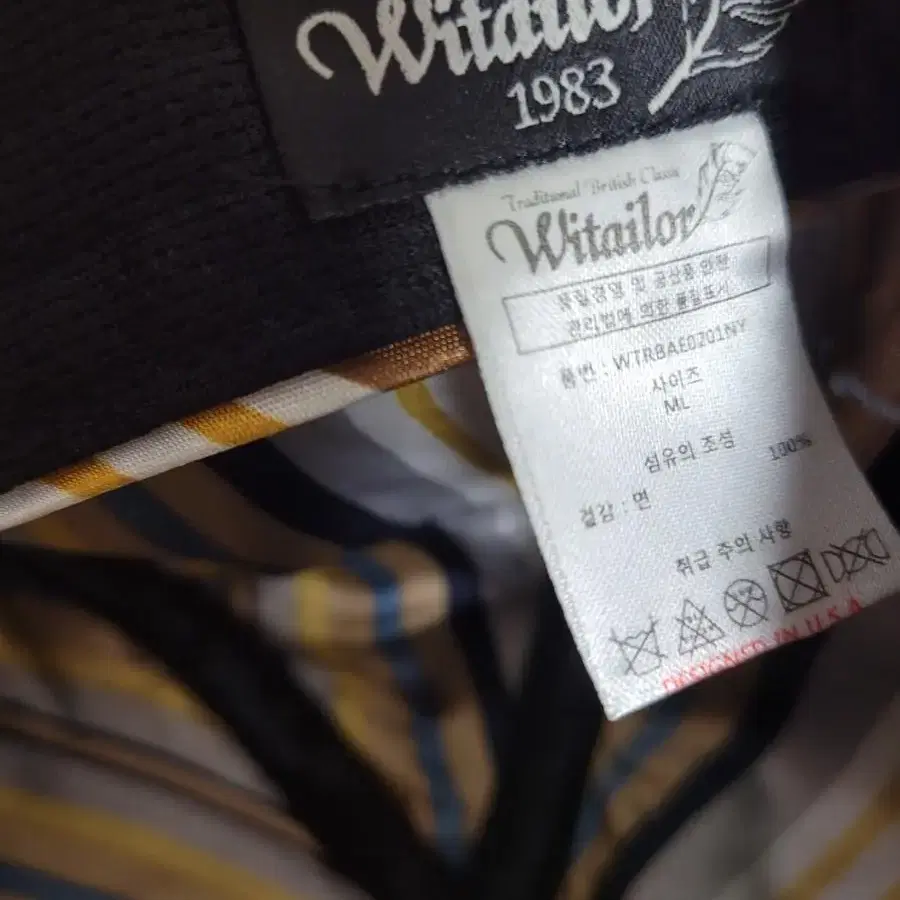 Witailor
1983
Traditional British Classic
Witailor
품질경영 및 공산품 안전
관리법에 의한 품질표시
품번 : WTRBAE0201NY
사이즈
ML
섬유의 조성
겉감 : 면 100%
취급 주의 사항
DESIGNED IN U.S.A